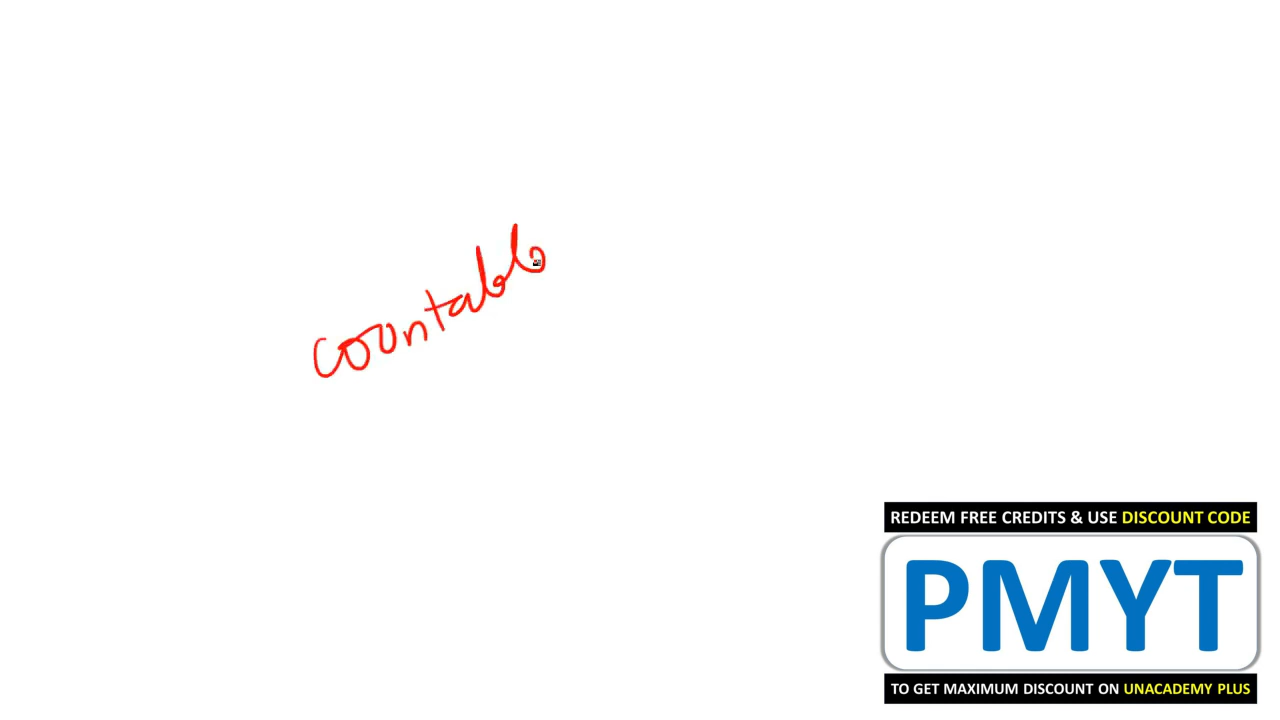 countable
REDEEM FREE CREDITS & USE DISCOUNT CODE
PMYT
TO GET MAXIMUM DISCOUNT ON UNACADEMY PLUS